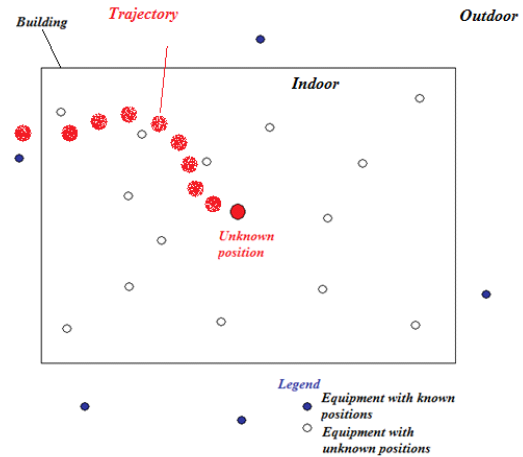 Trajectory
Outdoor
Building
Indoor
Unknown
position
Legend
Equipment with known
positions
Equipment with
unknown positions